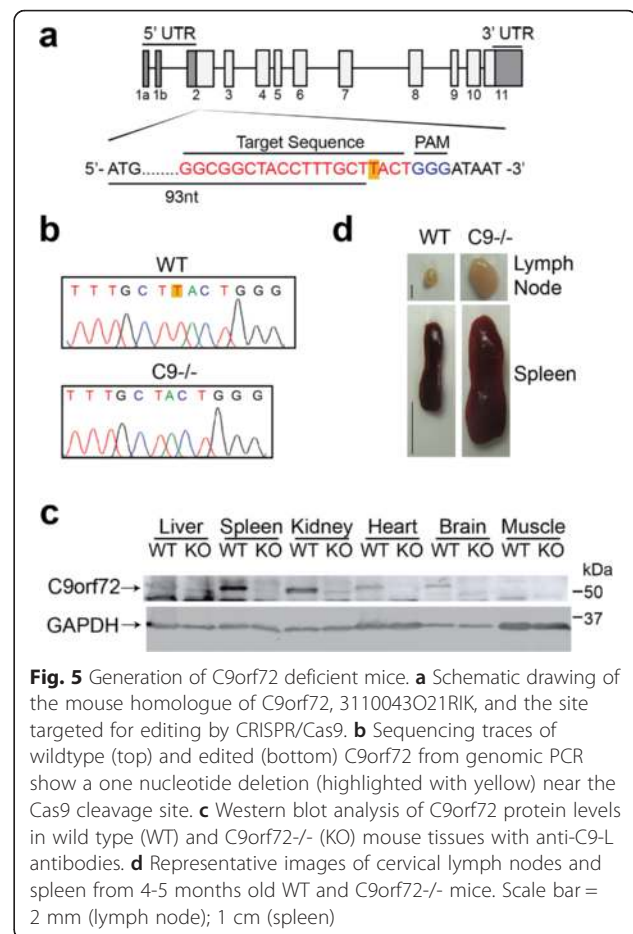 a
5' UTR
3' UTR
1a 1b 2 3 4 5 6 7 8 9 10 11
Target Sequence PAM
5'- ATG........GGCGGCTACCTTTGCTTACTGGGATAAT -3'
93nt
b
WT
T T T G C T T A C T G G G
C9-/-
T T T G C T A C T G G G
d
WT C9-/-
Lymph
Node
Spleen
c
Liver Spleen Kidney Heart Brain Muscle
WT KO WT KO WT KO WT KO WT KO WT KO
kDa
C9orf72→
–50
–37
GAPDH→
Fig. 5 Generation of C9orf72 deficient mice. a Schematic drawing of
the mouse homologue of C9orf72, 3110043O21RIK, and the site
targeted for editing by CRISPR/Cas9. b Sequencing traces of
wildtype (top) and edited (bottom) C9orf72 from genomic PCR
show a one nucleotide deletion (highlighted with yellow) near the
Cas9 cleavage site. c Western blot analysis of C9orf72 protein levels
in wild type (WT) and C9orf72-/- (KO) mouse tissues with anti-C9-L
antibodies. d Representative images of cervical lymph nodes and
spleen from 4-5 months old WT and C9orf72-/- mice. Scale bar =
2 mm (lymph node); 1 cm (spleen)